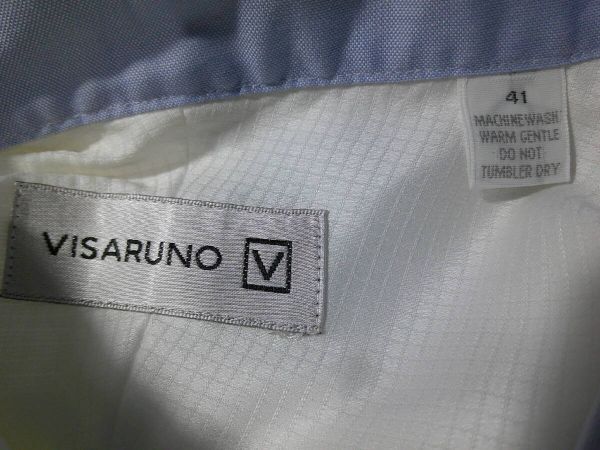 41
MACHINE WASH
WARM GENTLE
DO NOT
TUMBLER DRY
VISARUNO V